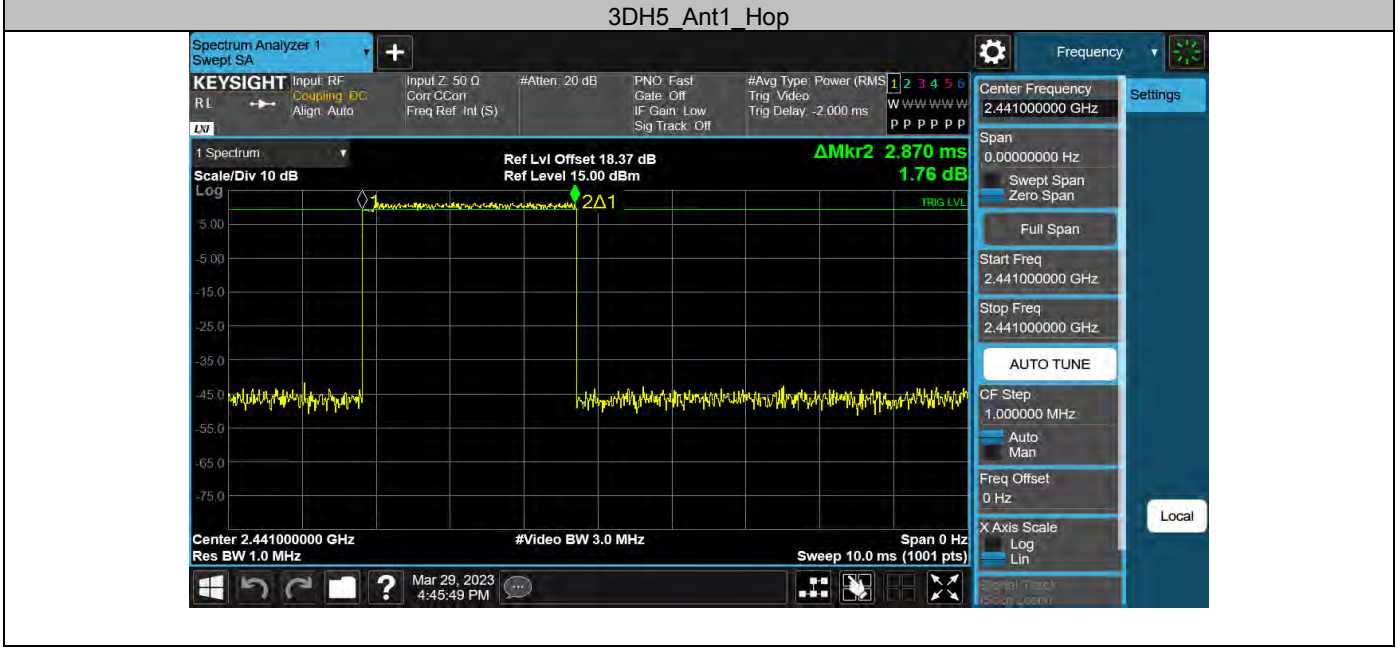 3DH5_Ant1_Hop
Spectrum Analyzer 1
Swept SA
+
Frequency
KEYSIGHT
RL
LXI
Input: RF
Coupling: DC
Align: Auto
Input Z: 50 Ω
Corr CCorr
Freq Ref: Int (S)
#Atten: 20 dB
PNO: Fast
Gate: Off
IF Gain: Low
Sig Track: Off
#Avg Type: Power (RMS
Trig: Video
Trig Delay: -2.000 ms
1 2 3 4 5 6
W W W W W W
P P P P P P
1 Spectrum
Scale/Div 10 dB
Ref Lvl Offset 18.37 dB
Ref Level 15.00 dBm
ΔMkr2 2.870 ms
1.76 dB
Log
1
2Δ1
TRIG LVL
5.00
-5.00
-15.0
-25.0
-35.0
-45.0
-55.0
-65.0
-75.0
Center 2.441000000 GHz
Res BW 1.0 MHz
#Video BW 3.0 MHz
Span 0 Hz
Sweep 10.0 ms (1001 pts)
Center Frequency
2.441000000 GHz
Settings
Span
0.00000000 Hz
Swept Span
Zero Span
Full Span
Start Freq
2.441000000 GHz
Stop Freq
2.441000000 GHz
AUTO TUNE
CF Step
1.000000 MHz
Auto
Man
Freq Offset
0 Hz
X Axis Scale
Log
Lin
Local
Signal Track
(Span Zoom)
?
Mar 29, 2023
4:45:49 PM